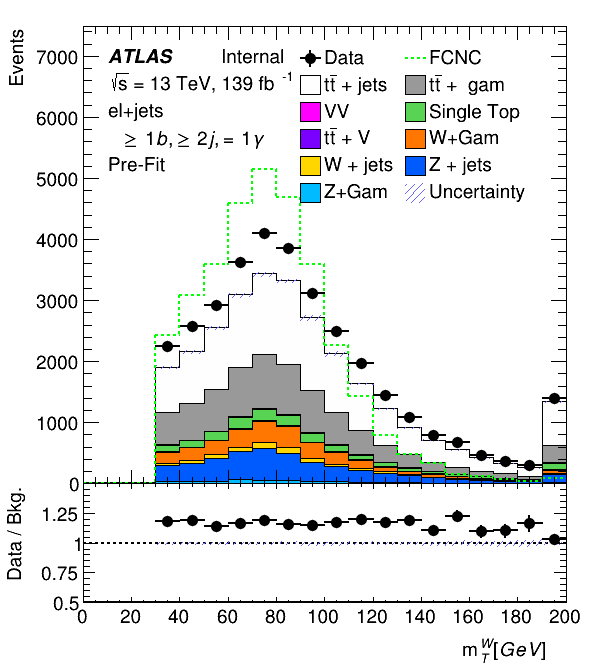 Events
7000
6000
5000
4000
3000
2000
1000
0
ATLAS Internal
√s = 13 TeV, 139 fb⁻¹
el+jets
≥ 1b, ≥ 2j, = 1γ
Pre-Fit
Data
FCNC
tt̄ + jets
tt̄ + gam
VV
Single Top
tt̄ + V
W+Gam
W + jets
Z + jets
Z+Gam
Uncertainty
Data / Bkg.
1.25
1
0.75
0.5
0 20 40 60 80 100 120 140 160 180 200
m_T^W[GeV]